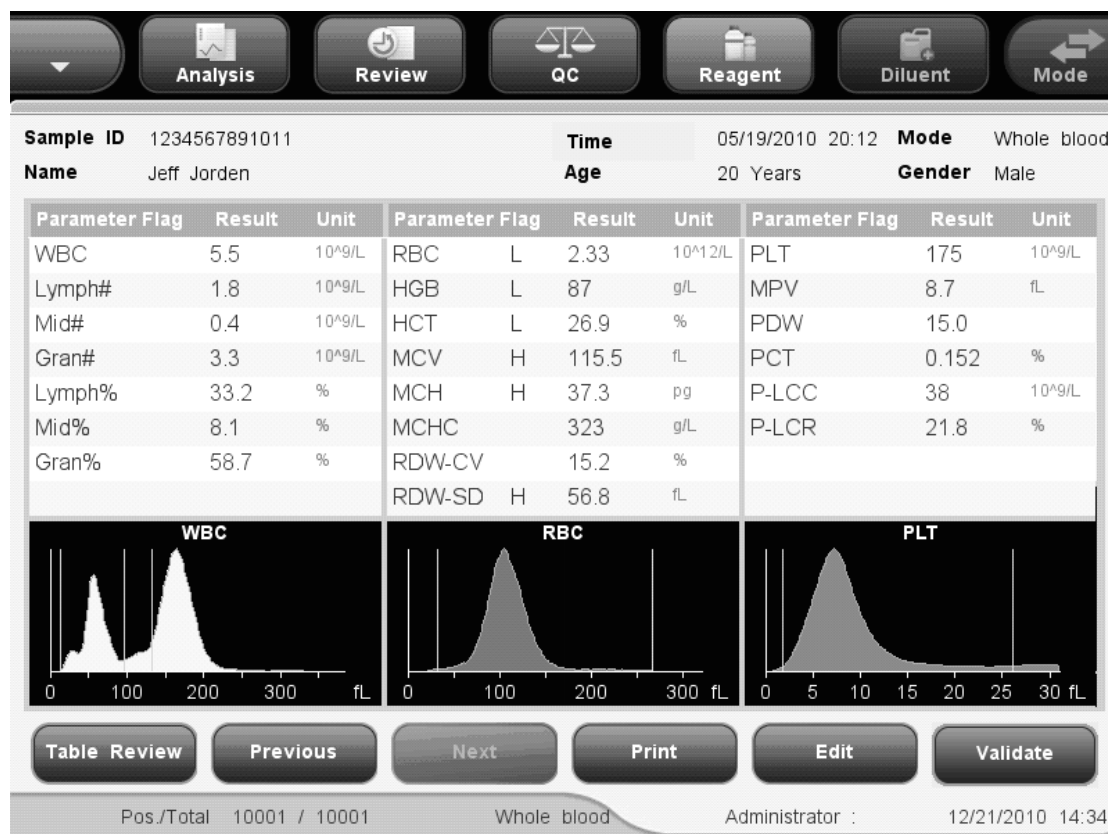 Analysis Review QC Reagent Diluent Mode
Sample ID 1234567891011 Time 05/19/2010 20:12 Mode Whole blood
Name Jeff Jorden Age 20 Years Gender Male
Parameter Flag Result Unit Parameter Flag Result Unit Parameter Flag Result Unit
WBC 5.5 10^9/L RBC L 2.33 10^12/L PLT 175 10^9/L
Lymph# 1.8 10^9/L HGB L 87 g/L MPV 8.7 fL
Mid# 0.4 10^9/L HCT L 26.9 % PDW 15.0
Gran# 3.3 10^9/L MCV H 115.5 fL PCT 0.152 %
Lymph% 33.2 % MCH H 37.3 pg P-LCC 38 10^9/L
Mid% 8.1 % MCHC 323 g/L P-LCR 21.8 %
Gran% 58.7 % RDW-CV 15.2 %
RDW-SD H 56.8 fL
WBC RBC PLT
0 100 200 300 fL 0 100 200 300 fL 0 5 10 15 20 25 30 fL
Table Review Previous Next Print Edit Validate
Pos./Total 10001 / 10001 Whole blood Administrator : 12/21/2010 14:34